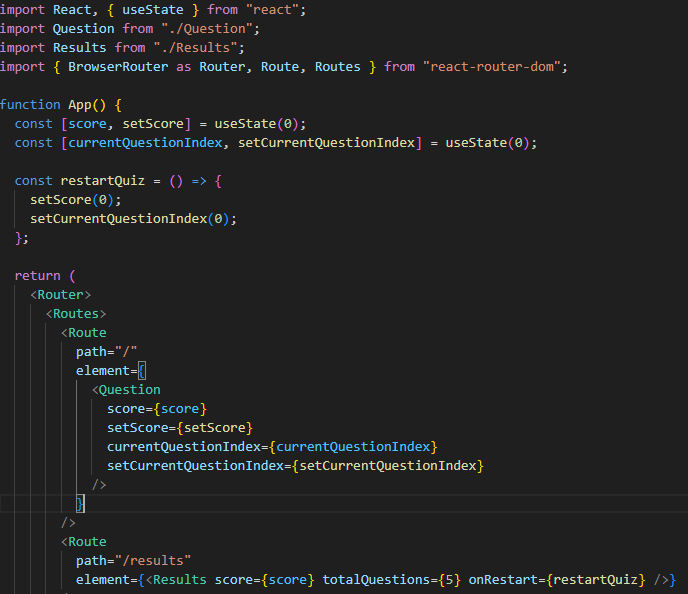 import React, { useState } from "react";
import Question from "./Question";
import Results from "./Results";
import { BrowserRouter as Router, Route, Routes } from "react-router-dom";

function App() {
  const [score, setScore] = useState(0);
  const [currentQuestionIndex, setCurrentQuestionIndex] = useState(0);

  const restartQuiz = () => {
    setScore(0);
    setCurrentQuestionIndex(0);
  };

  return (
    <Router>
      <Routes>
        <Route
          path="/"
          element={
            <Question
              score={score}
              setScore={setScore}
              currentQuestionIndex={currentQuestionIndex}
              setCurrentQuestionIndex={setCurrentQuestionIndex}
            />
          }
        />
        <Route
          path="/results"
          element={<Results score={score} totalQuestions={5} onRestart={restartQuiz} />}